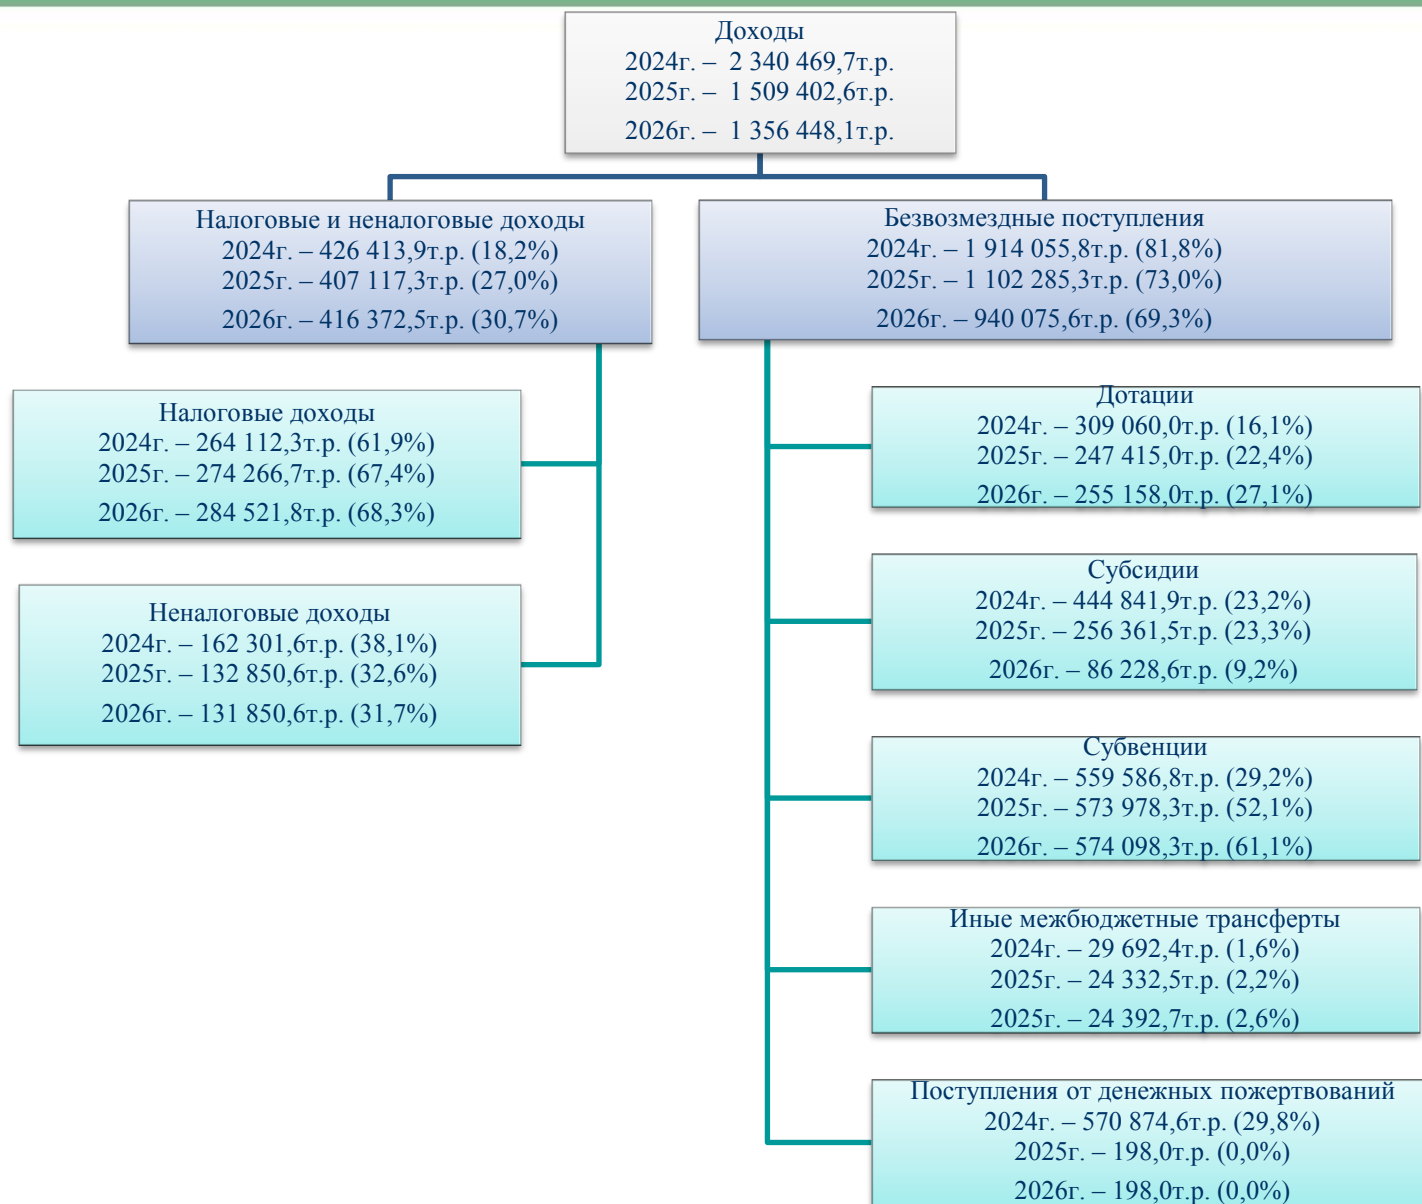 Доходы
2024г. – 2 340 469,7т.р.
2025г. – 1 509 402,6т.р.
2026г. – 1 356 448,1т.р.
Налоговые и неналоговые доходы
2024г. – 426 413,9т.р. (18,2%)
2025г. – 407 117,3т.р. (27,0%)
2026г. – 416 372,5т.р. (30,7%)
Безвозмездные поступления
2024г. – 1 914 055,8т.р. (81,8%)
2025г. – 1 102 285,3т.р. (73,0%)
2026г. – 940 075,6т.р. (69,3%)
Налоговые доходы
2024г. – 264 112,3т.р. (61,9%)
2025г. – 274 266,7т.р. (67,4%)
2026г. – 284 521,8т.р. (68,3%)
Неналоговые доходы
2024г. – 162 301,6т.р. (38,1%)
2025г. – 132 850,6т.р. (32,6%)
2026г. – 131 850,6т.р. (31,7%)
Дотации
2024г. – 309 060,0т.р. (16,1%)
2025г. – 247 415,0т.р. (22,4%)
2026г. – 255 158,0т.р. (27,1%)
Субсидии
2024г. – 444 841,9т.р. (23,2%)
2025г. – 256 361,5т.р. (23,3%)
2026г. – 86 228,6т.р. (9,2%)
Субвенции
2024г. – 559 586,8т.р. (29,2%)
2025г. – 573 978,3т.р. (52,1%)
2026г. – 574 098,3т.р. (61,1%)
Иные межбюджетные трансферты
2024г. – 29 692,4т.р. (1,6%)
2025г. – 24 332,5т.р. (2,2%)
2025г. – 24 392,7т.р. (2,6%)
Поступления от денежных пожертвований
2024г. – 570 874,6т.р. (29,8%)
2025г. – 198,0т.р. (0,0%)
2026г. – 198,0т.р. (0,0%)